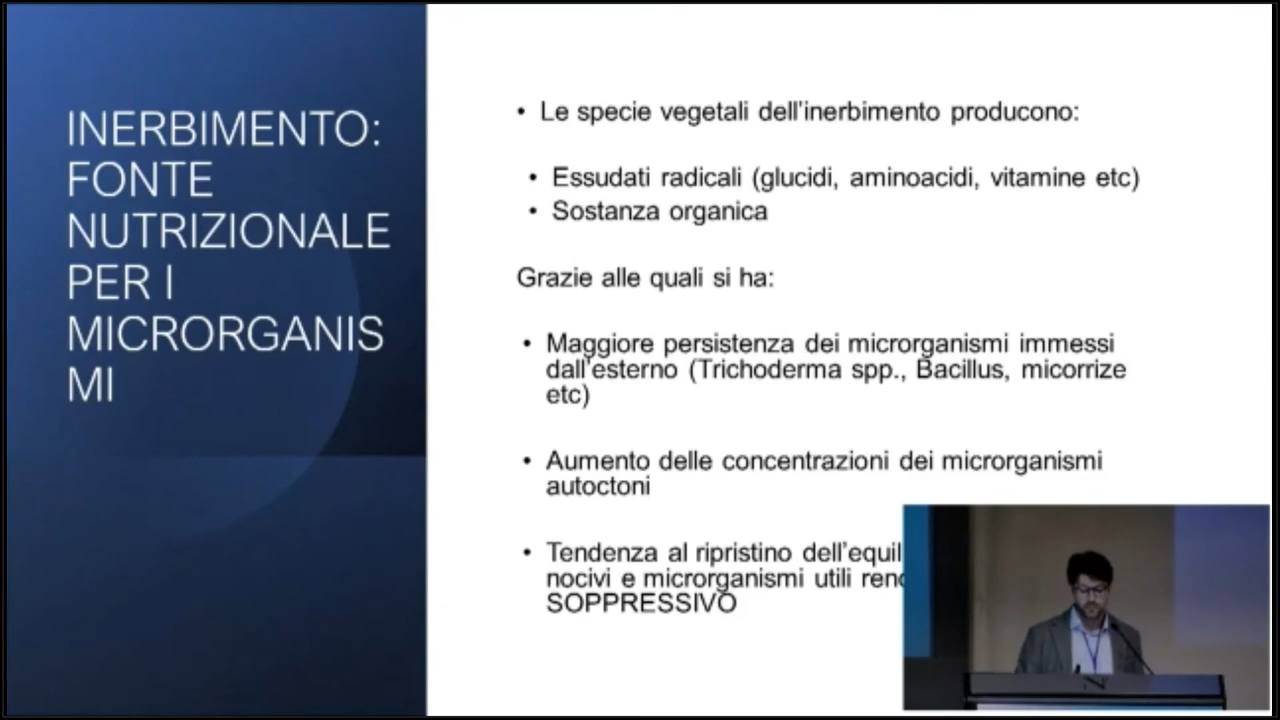 INERBIMENTO:
FONTE
NUTRIZIONALE
PER I
MICRORGANIS
MI
• Le specie vegetali dell'inerbimento producono:
• Essudati radicali (glucidi, aminoacidi, vitamine etc)
• Sostanza organica
Grazie alle quali si ha:
• Maggiore persistenza dei microrganismi immessi
dall'esterno (Trichoderma spp., Bacillus, micorrize
etc)
• Aumento delle concentrazioni dei microrganismi
autoctoni
• Tendenza al ripristino dell'equil
nocivi e microrganismi utili
SOPPRESSIVO